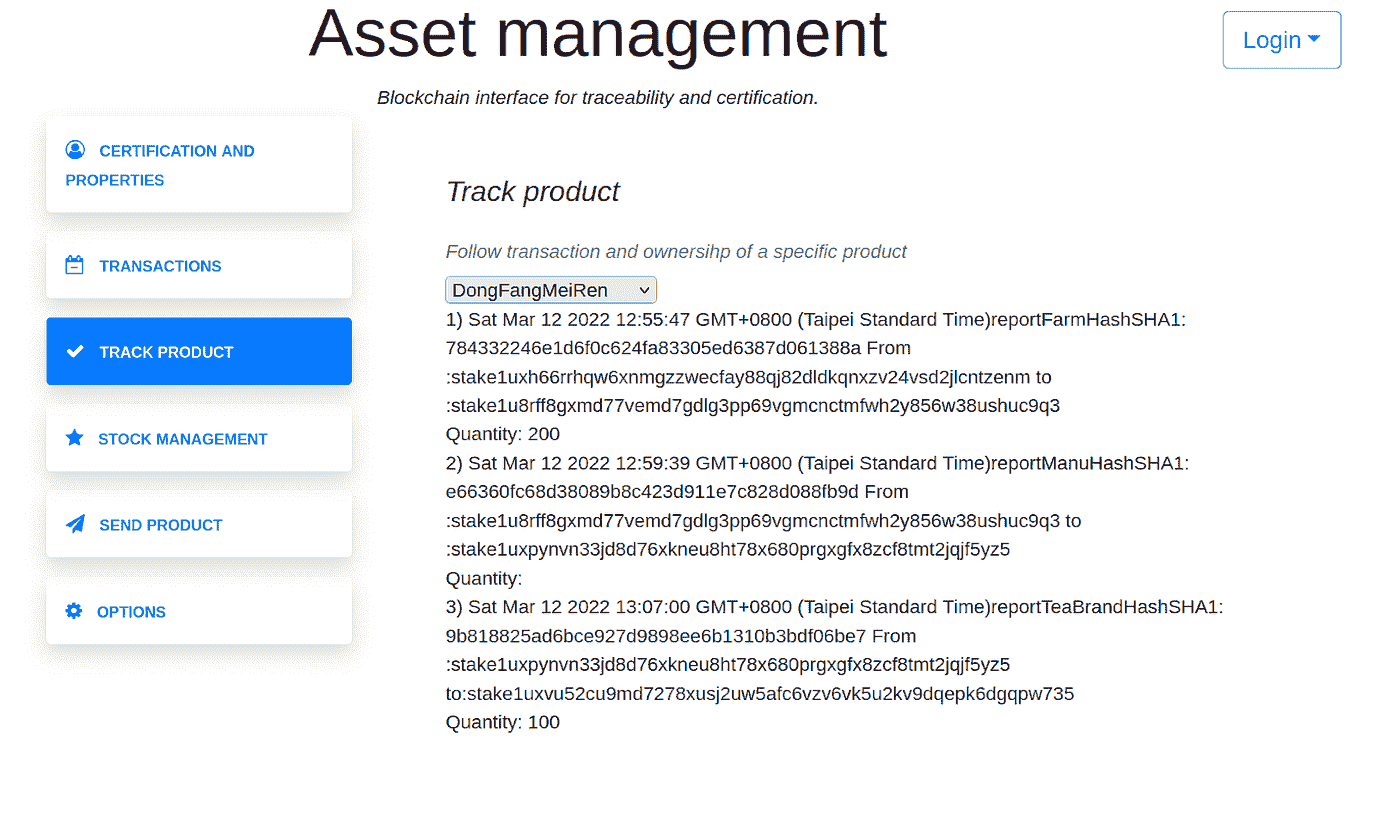 Asset management
Login
Blockchain interface for traceability and certification.
CERTIFICATION AND
PROPERTIES
TRANSACTIONS
TRACK PRODUCT
STOCK MANAGEMENT
SEND PRODUCT
OPTIONS
Track product
Follow transaction and ownersihp of a specific product
DongFangMeiRen
1) Sat Mar 12 2022 12:55:47 GMT+0800 (Taipei Standard Time)reportFarmHashSHA1:
784332246e1d6f0c624fa83305ed6387d061388a From
:stake1uxh66rrhqw6xnmgzzwecfay88qj82dldkqnxzv24vsd2jlcntzenm to
:stake1u8rff8gxmd77vemd7gdlg3pp69vgmcnctmfwh2y856w38ushuc9q3
Quantity: 200
2) Sat Mar 12 2022 12:59:39 GMT+0800 (Taipei Standard Time)reportManuHashSHA1:
e66360fc68d38089b8c423d911e7c828d088fb9d From
:stake1u8rff8gxmd77vemd7gdlg3pp69vgmcnctmfwh2y856w38ushuc9q3 to
:stake1uxpynvn33jd8d76xkneu8ht78x680prgxgfx8zcf8tmt2jqjf5yz5
Quantity:
3) Sat Mar 12 2022 13:07:00 GMT+0800 (Taipei Standard Time)reportTeaBrandHashSHA1:
9b818825ad6bce927d9898ee6b1310b3bdf06be7 From
:stake1uxpynvn33jd8d76xkneu8ht78x680prgxgfx8zcf8tmt2jqjf5yz5
to:stake1uxvu52cu9md7278xusj2uw5afc6vzv6vk5u2kv9dqepk6dgqpw735
Quantity: 100